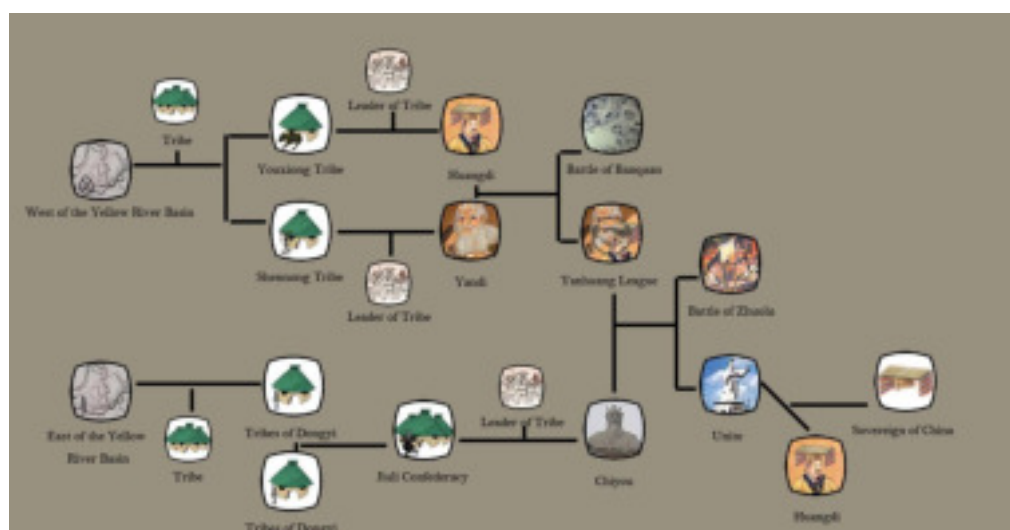 Leader of Tribe
Tribe
Youxiong Tribe
Huangdi
Battle of Banquan
West of the Yellow River Basin
Shennong Tribe
Yandi
Yanhuang League
Leader of Tribe
Battle of Zhuolu
East of the Yellow
River Basin
Tribe
Tribes of Dongyi
Jiuli Confederacy
Leader of Tribe
Chiyou
Unite
Sovereign of China
Huangdi
Tribes of Dongyi